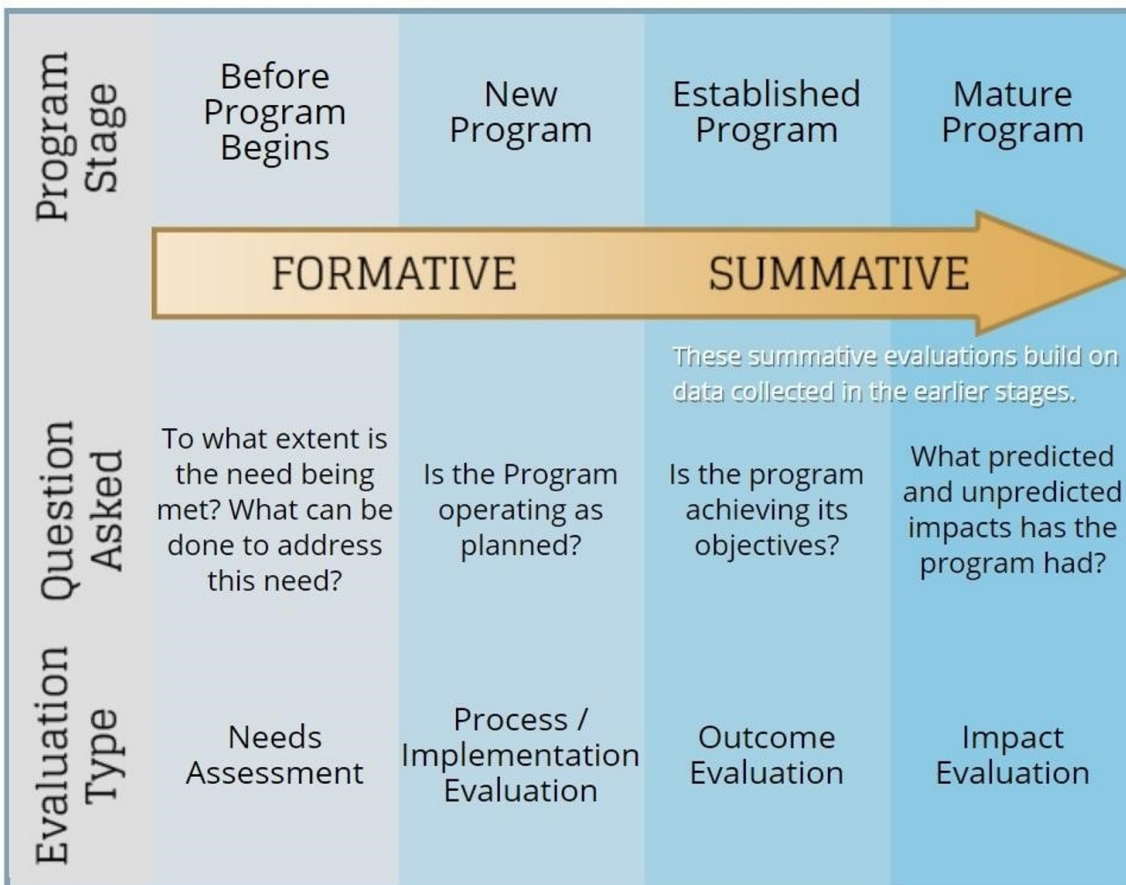 Program
Stage
Before
Program
Begins
New
Program
Established
Program
Mature
Program
FORMATIVE
SUMMATIVE
These summative evaluations build on
data collected in the earlier stages.
Question
Asked
To what extent is
the need being
met? What can be
done to address
this need?
Is the Program
operating as
planned?
Is the program
achieving its
objectives?
What predicted
and unpredicted
impacts has the
program had?
Evaluation
Type
Needs
Assessment
Process /
Implementation
Evaluation
Outcome
Evaluation
Impact
Evaluation